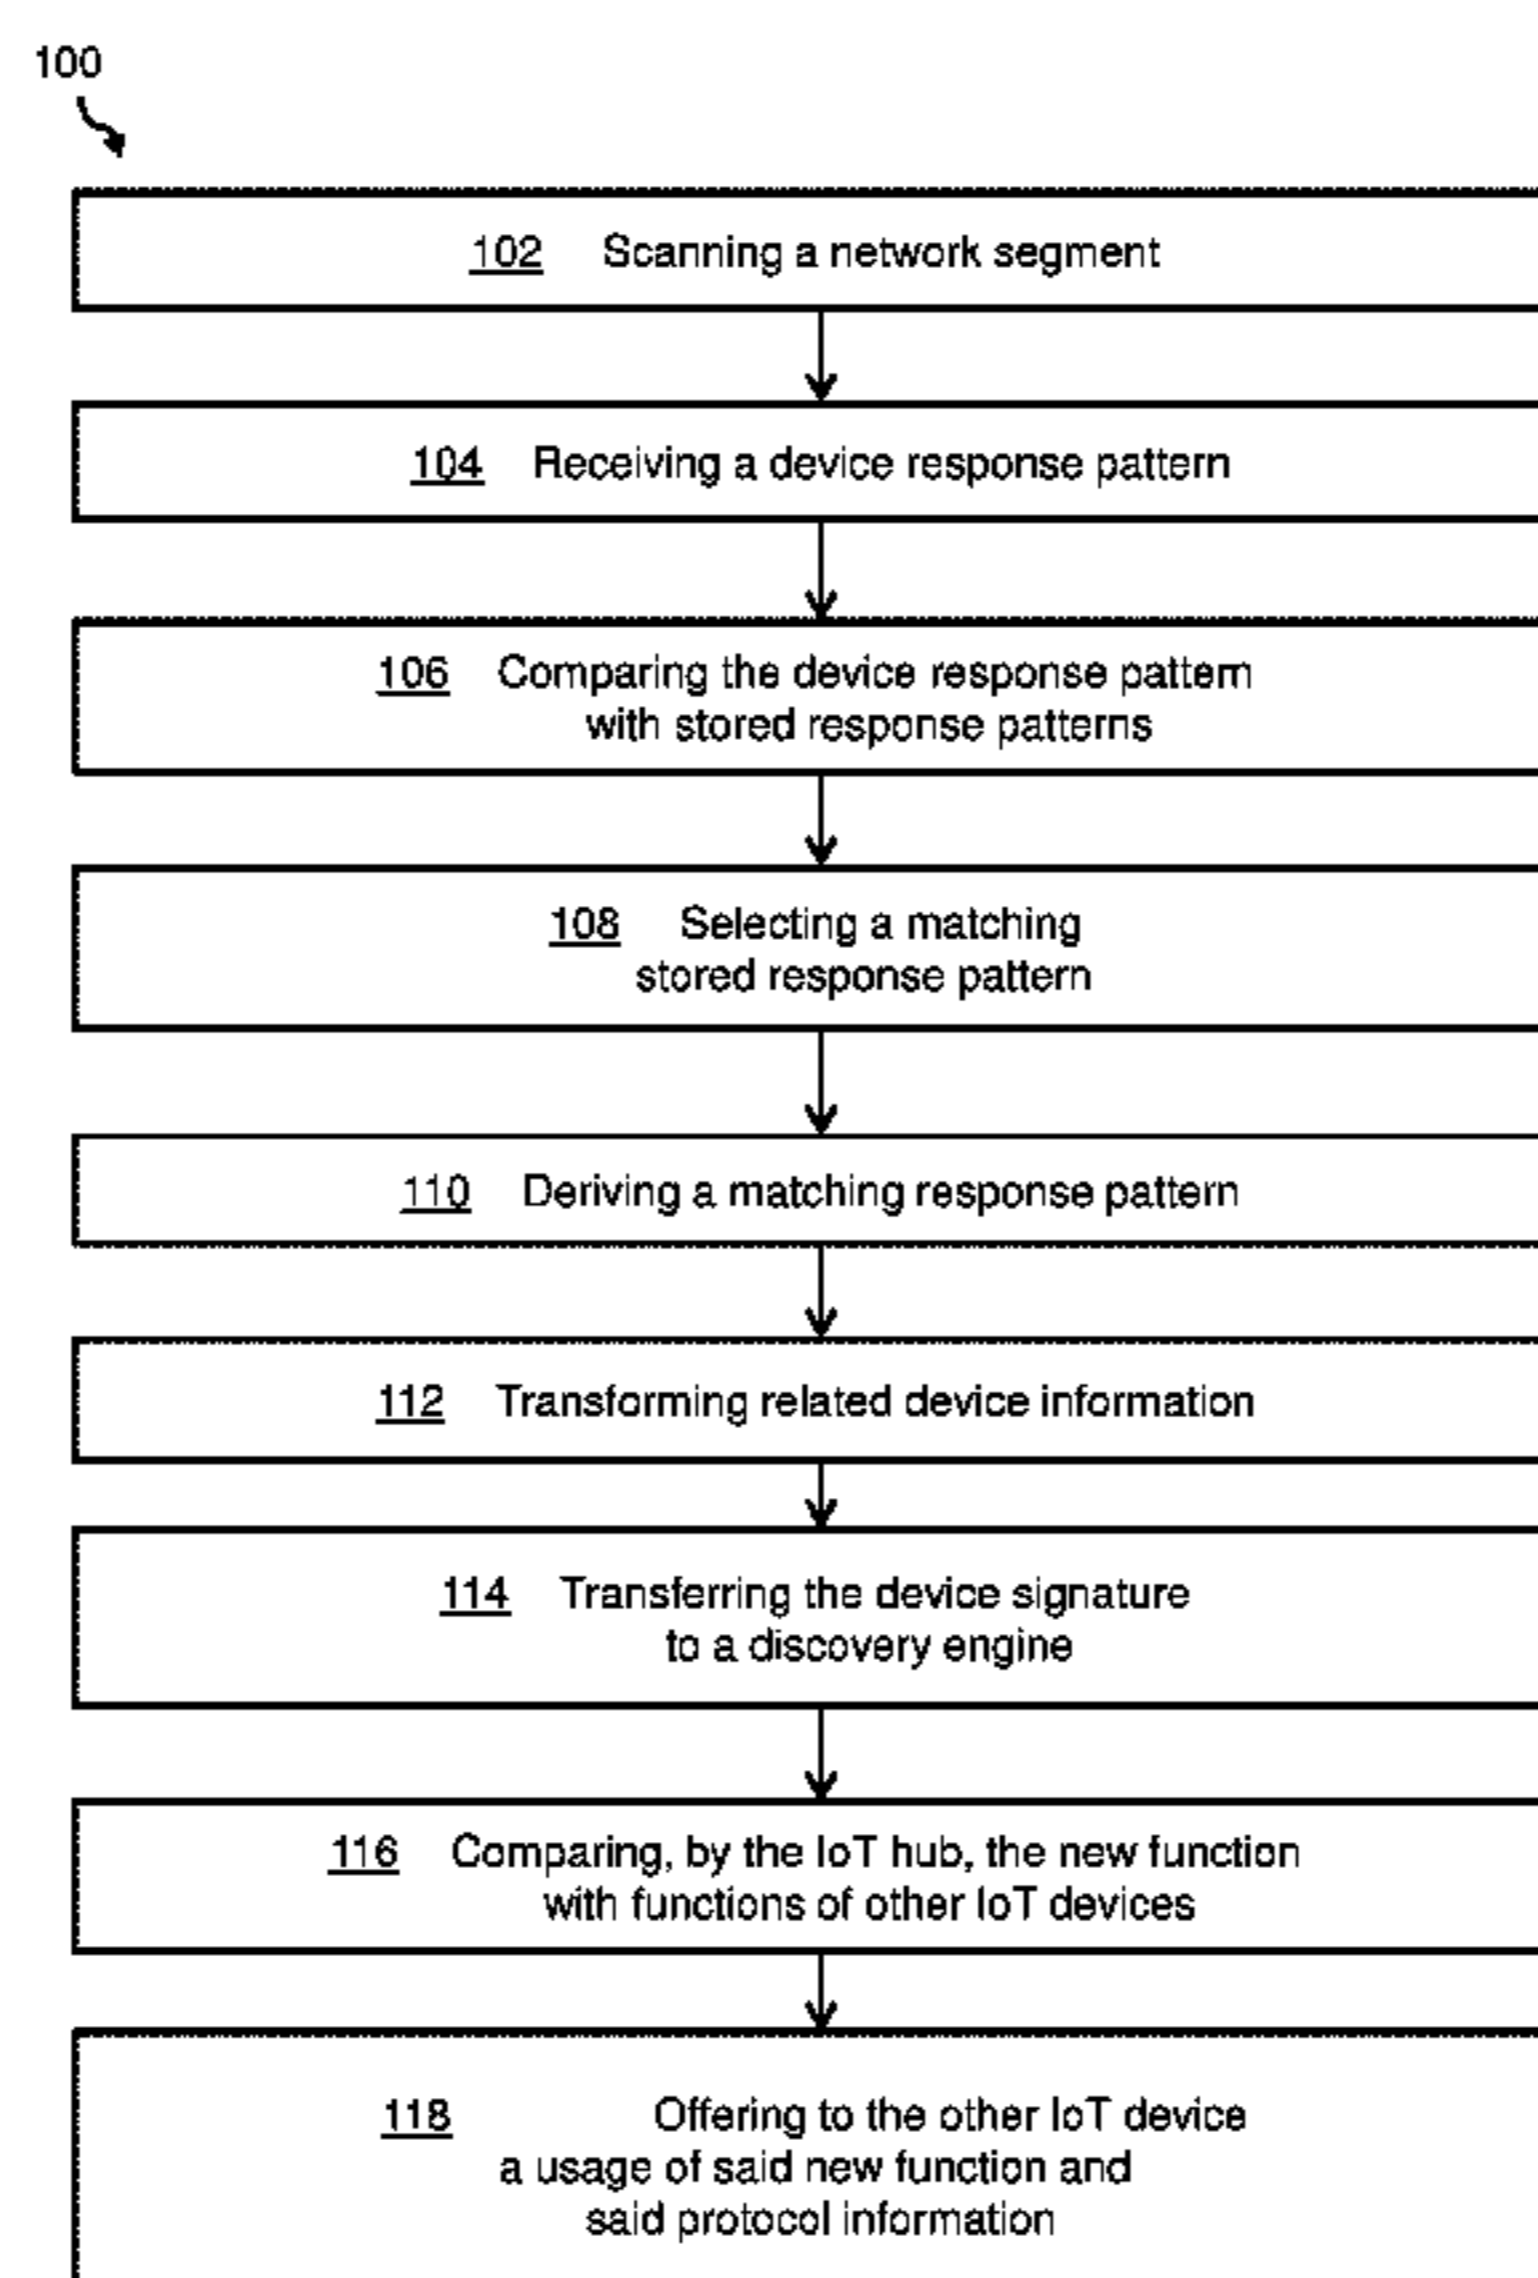 100
102 Scanning a network segment
104 Receiving a device response pattern
106 Comparing the device response pattern
with stored response patterns
108 Selecting a matching
stored response pattern
110 Deriving a matching response pattern
112 Transforming related device information
114 Transferring the device signature
to a discovery engine
116 Comparing, by the IoT hub, the new function
with functions of other IoT devices
118 Offering to the other IoT device
a usage of said new function and
said protocol information